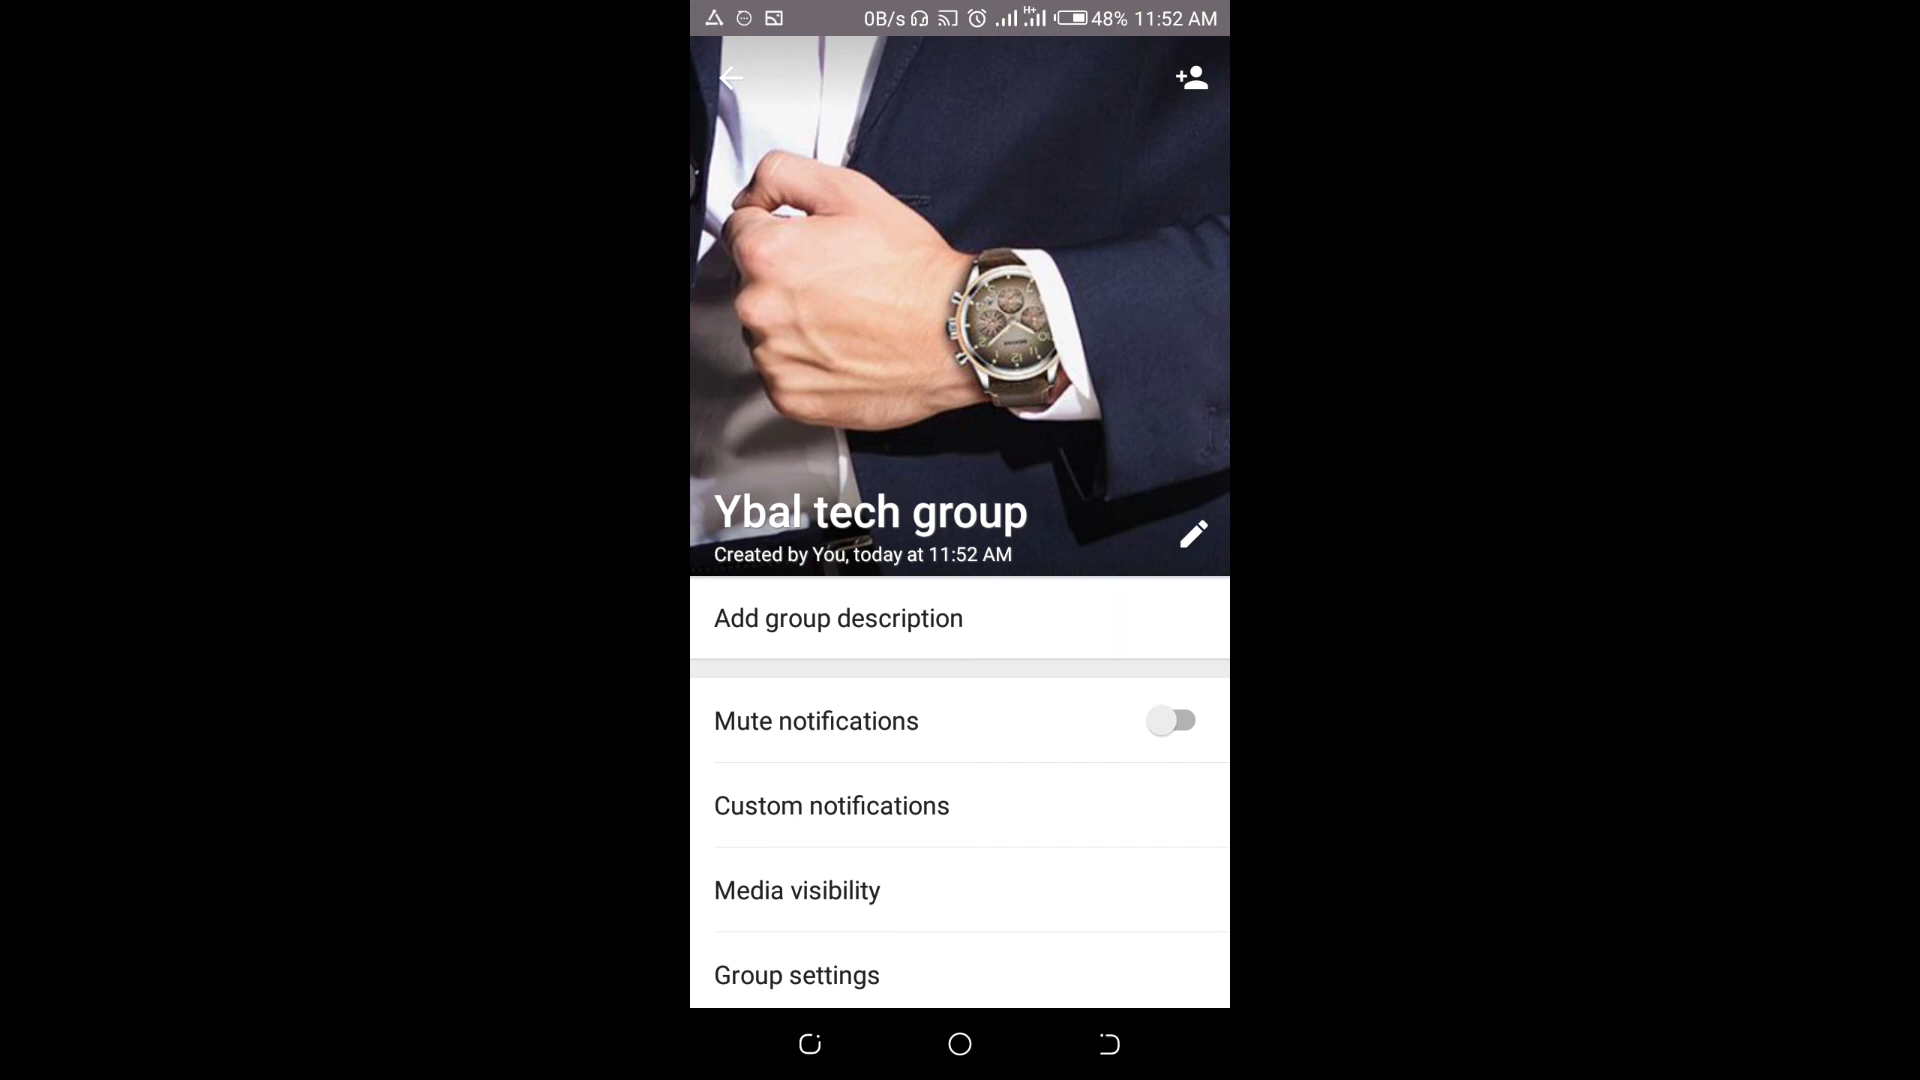 0B/s H+ 48% 11:52 AM
Ybal tech group
Created by You, today at 11:52 AM
Add group description
Mute notifications
Custom notifications
Media visibility
Group settings